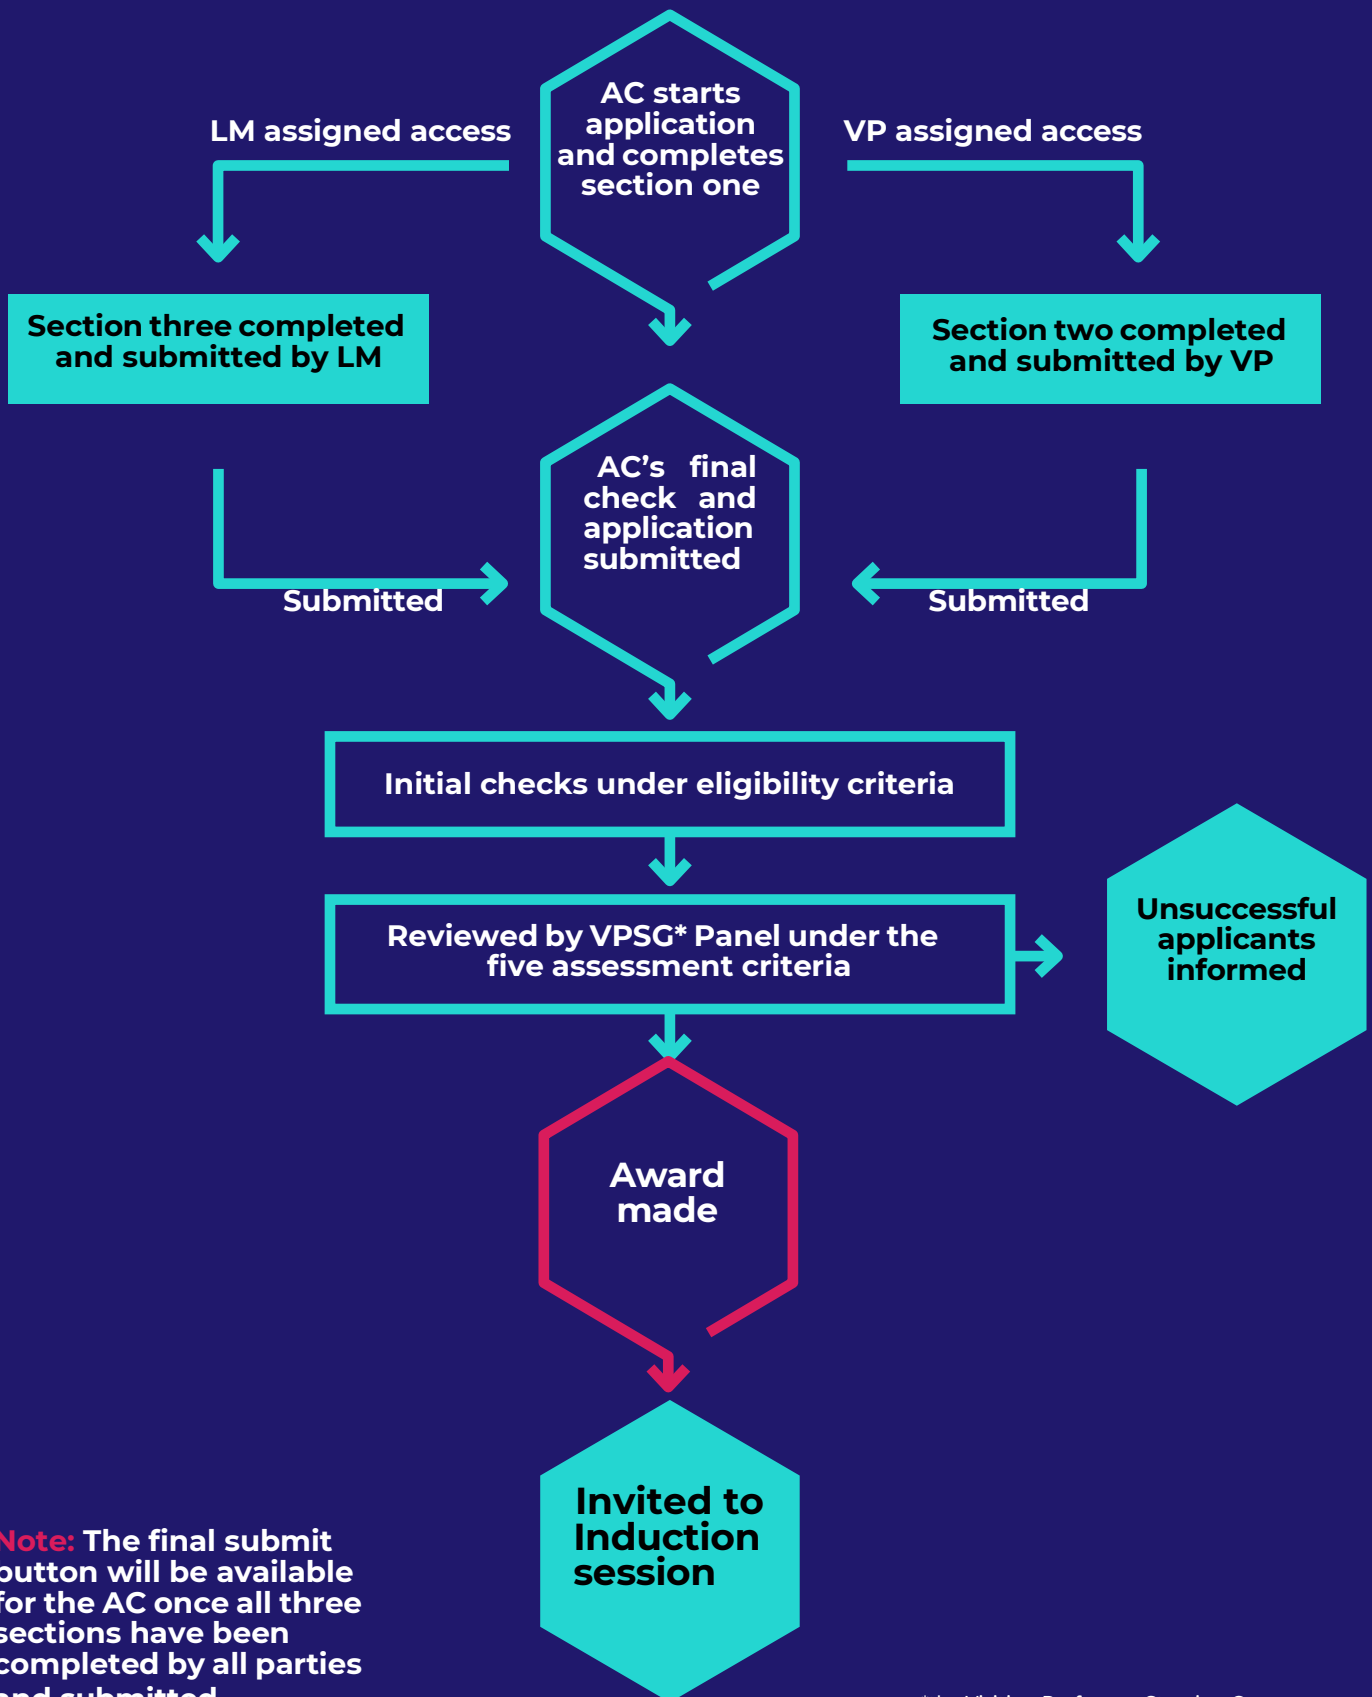 AC starts
application
and completes
section one
LM assigned access
VP assigned access
Section three completed
and submitted by LM
Section two completed
and submitted by VP
AC’s final
check and
application
submitted
Submitted
Submitted
Initial checks under eligibility criteria
Reviewed by VPSG* Panel under the
five assessment criteria
Unsuccessful
applicants
informed
Award
made
Invited to
Induction
session
Note: The final submit
button will be available
for the AC once all three
sections have been
completed by all parties
and submitted